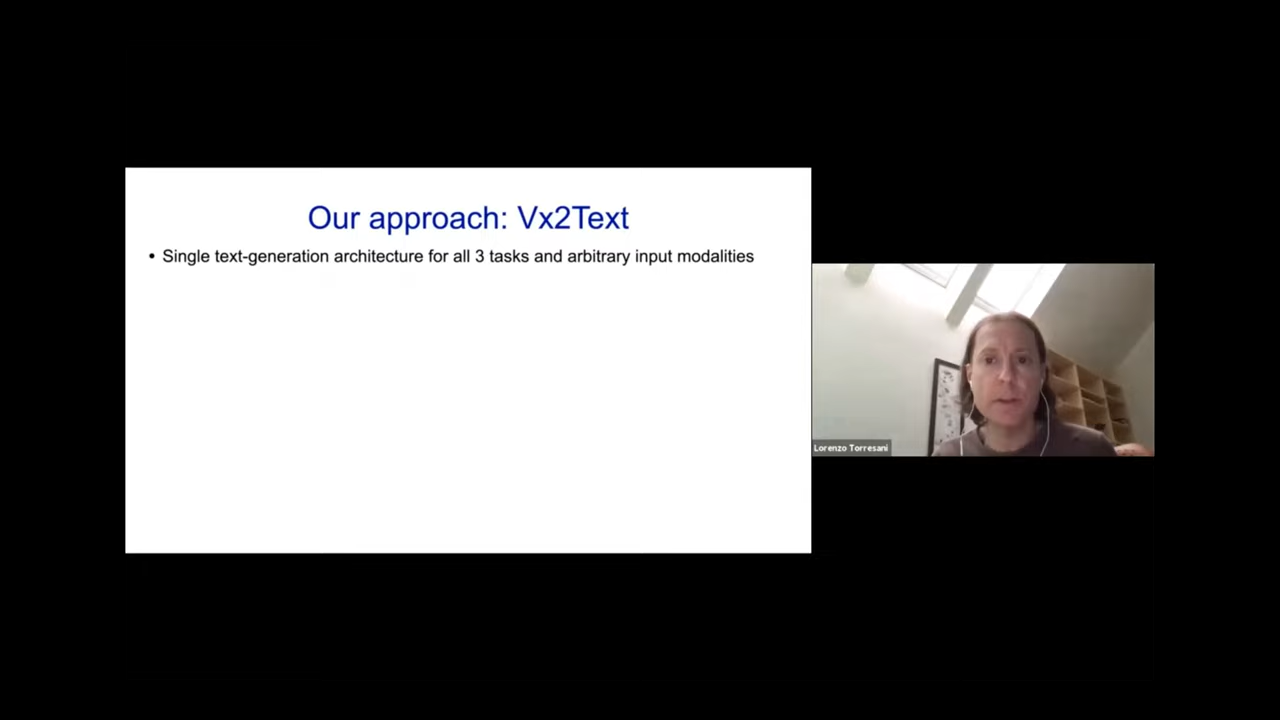 Our approach: Vx2Text
• Single text-generation architecture for all 3 tasks and arbitrary input modalities
Lorenzo Torresani